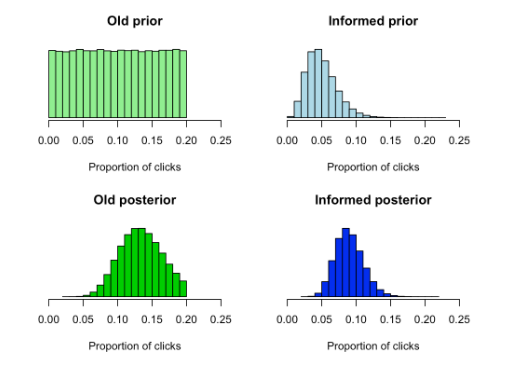 Old prior
Informed prior
0.00 0.05 0.10 0.15 0.20 0.25
0.00 0.05 0.10 0.15 0.20 0.25
Proportion of clicks
Proportion of clicks
Old posterior
Informed posterior
0.00 0.05 0.10 0.15 0.20 0.25
0.00 0.05 0.10 0.15 0.20 0.25
Proportion of clicks
Proportion of clicks